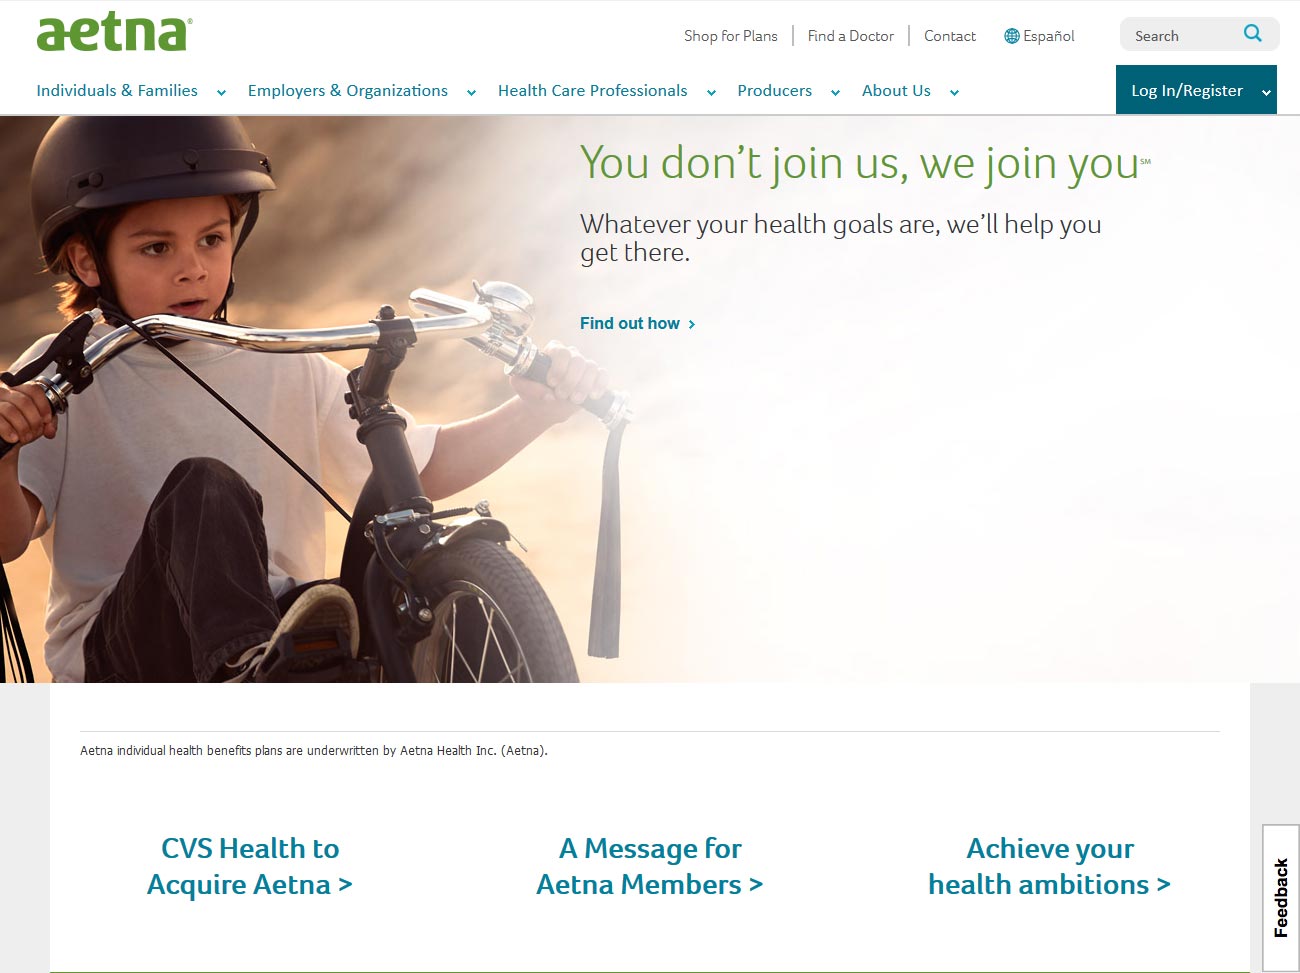 aetna®
Shop for Plans
Find a Doctor
Contact
Español
Search
Individuals & Families
Employers & Organizations
Health Care Professionals
Producers
About Us
Log In/Register
You don’t join us, we join you℠
Whatever your health goals are, we’ll help you
get there.
Find out how ›
Aetna individual health benefits plans are underwritten by Aetna Health Inc. (Aetna).
CVS Health to
Acquire Aetna >
A Message for
Aetna Members >
Achieve your
health ambitions >
Feedback